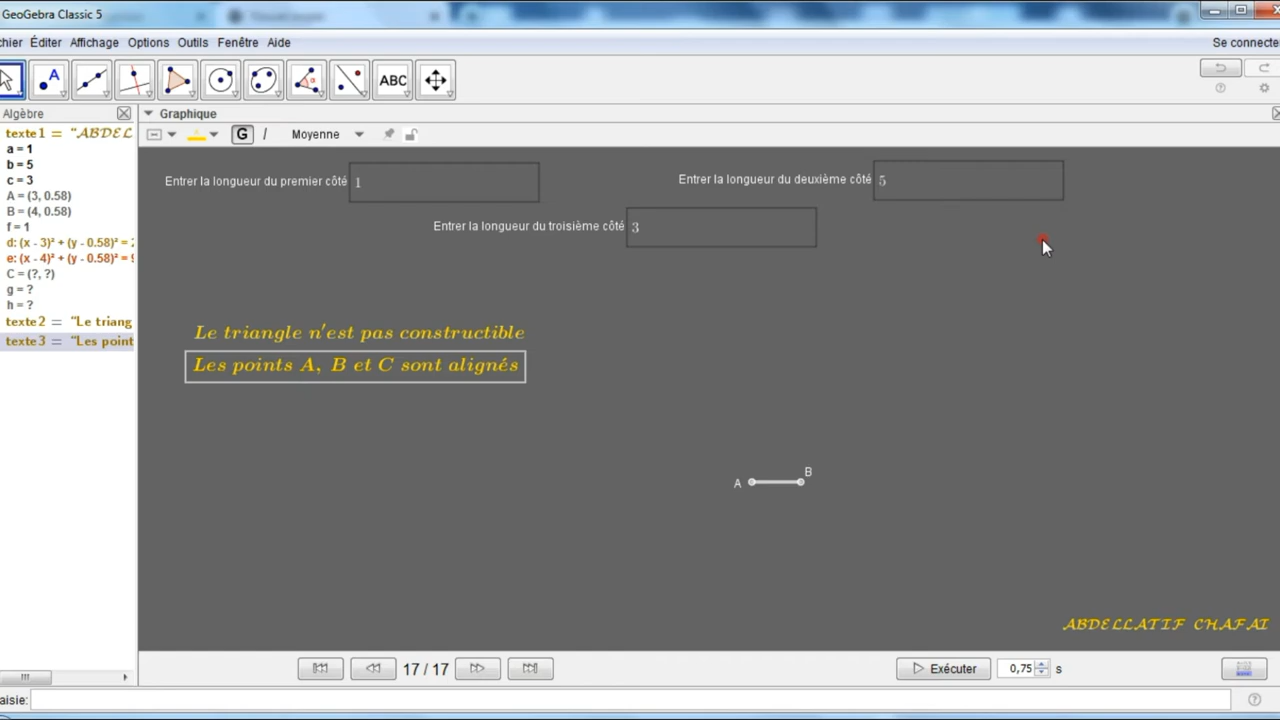 GeoGebra Classic 5
chier Éditer Affichage Options Outils Fenêtre Aide
Se connecte
A
ABC
Algèbre
Graphique
G I Moyenne
texte1 = "ABDEL
a = 1
b = 5
c = 3
A = (3, 0.58)
B = (4, 0.58)
f = 1
d: (x - 3)² + (y - 0.58)² = 2
e: (x - 4)² + (y - 0.58)² = 9
C = (?, ?)
g = ?
h = ?
texte2 = "Le triang
texte3 = "Les point
Entrer la longueur du premier côté 1
Entrer la longueur du deuxième côté 5
Entrer la longueur du troisième côté 3
Le triangle n'est pas constructible
Les points A, B et C sont alignés
A B
ABDELLATIF CHAFAI
17 / 17
Exécuter 0,75 s
aisie: